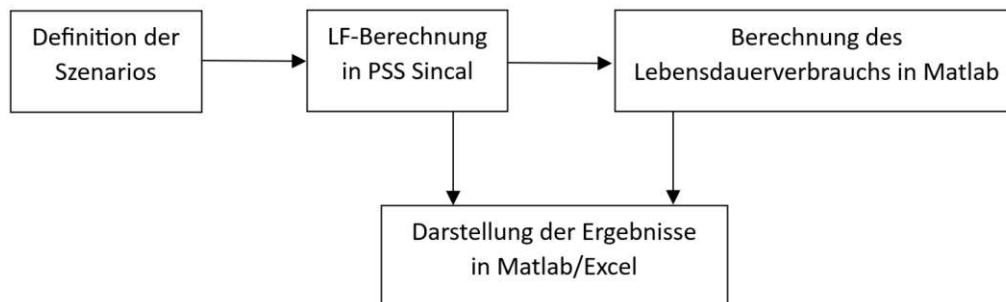 Definition der
Szenarios
LF-Berechnung
in PSS Sincal
Berechnung des
Lebensdauerverbrauchs in Matlab
Darstellung der Ergebnisse
in Matlab/Excel